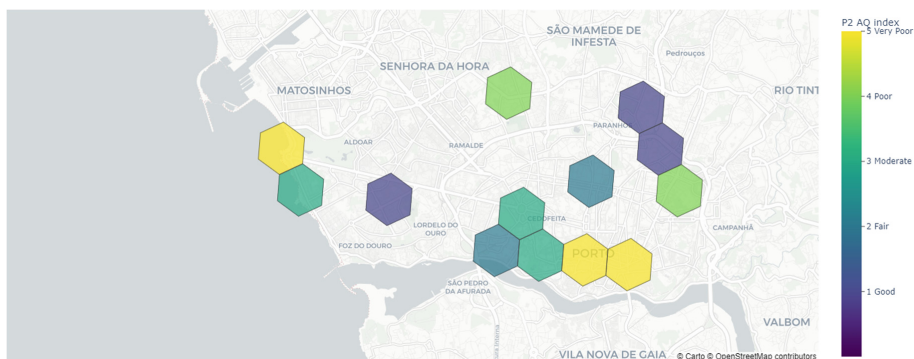 P2 AQ index
5 Very Poor
4 Poor
3 Moderate
2 Fair
1 Good
SÃO MAMEDE DE
INFESTA
Pedrouços
SENHORA DA HORA
MATOSINHOS
RIO TINT
PARANHOS
ALDOAR
RAMALDE
CEDOFEITA
LORDELO DO
OURO
CAMPANHÃ
FOZ DO DOURO
PORTO
SÃO PEDRO
DA AFURADA
VALBOM
VILA NOVA DE GAIA
© Carto © OpenStreetMap contributors